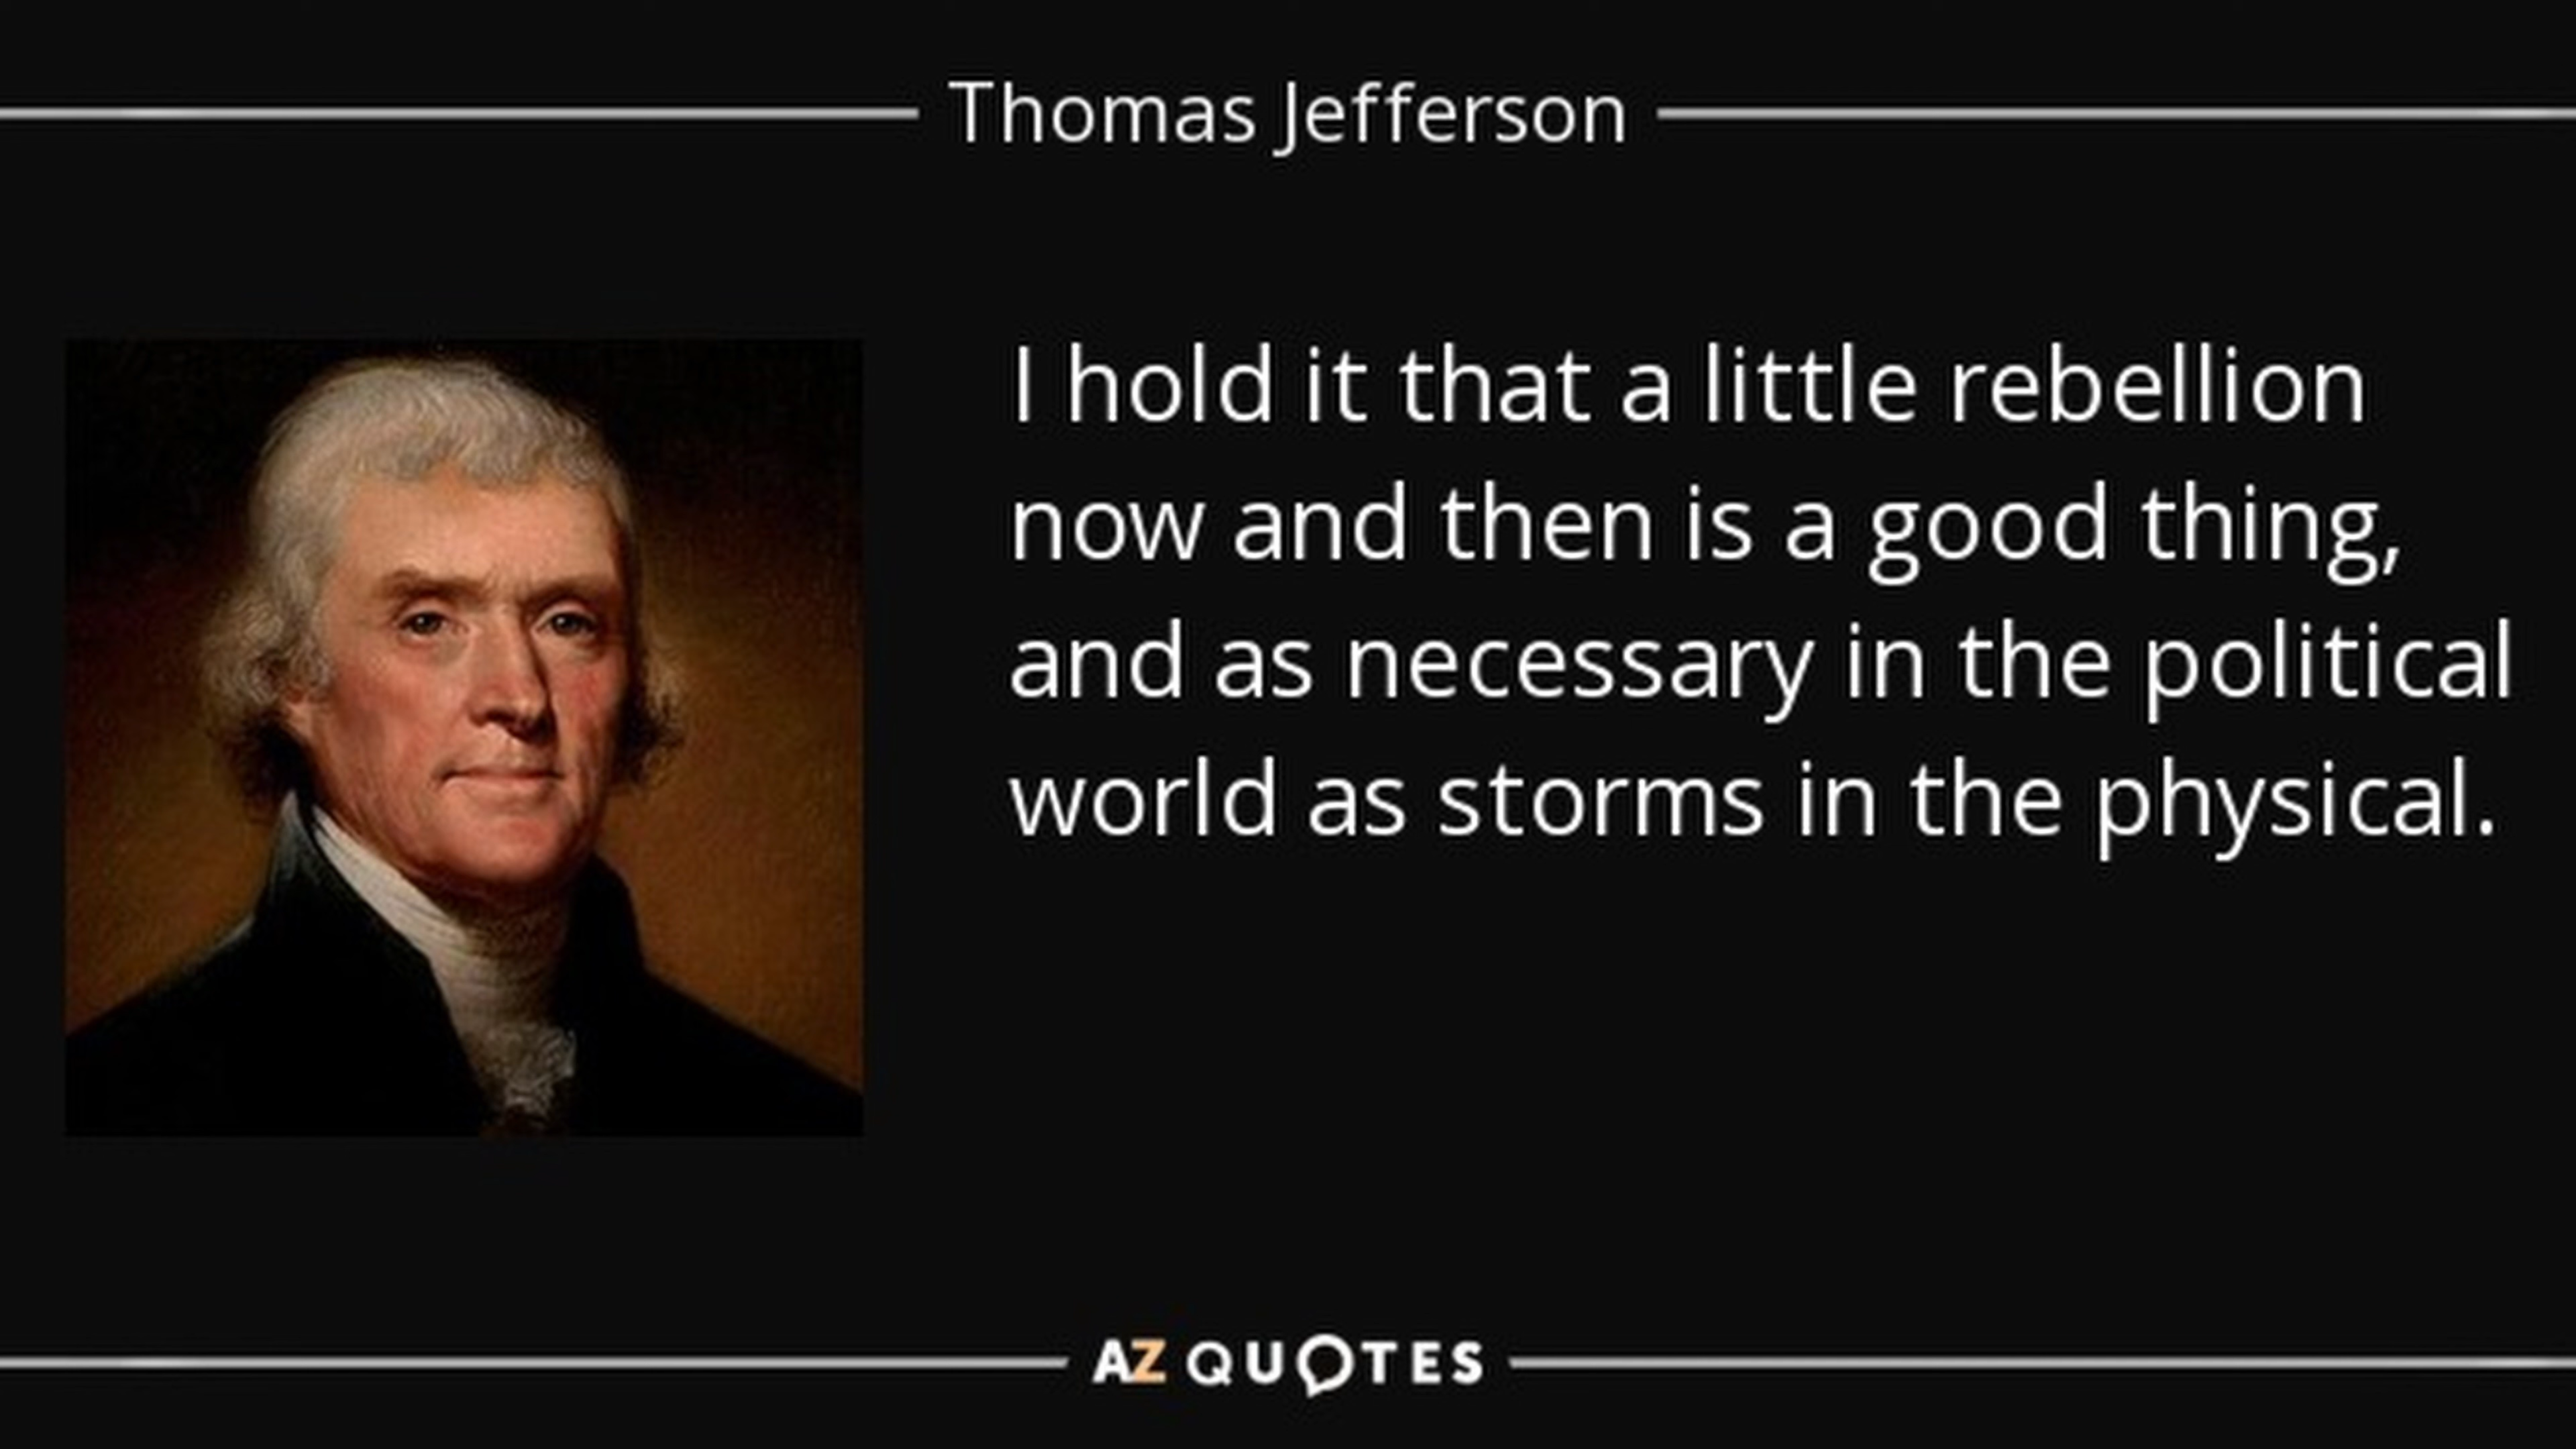 Thomas Jefferson
I hold it that a little rebellion
now and then is a good thing,
and as necessary in the political
world as storms in the physical.
AZ QUOTES